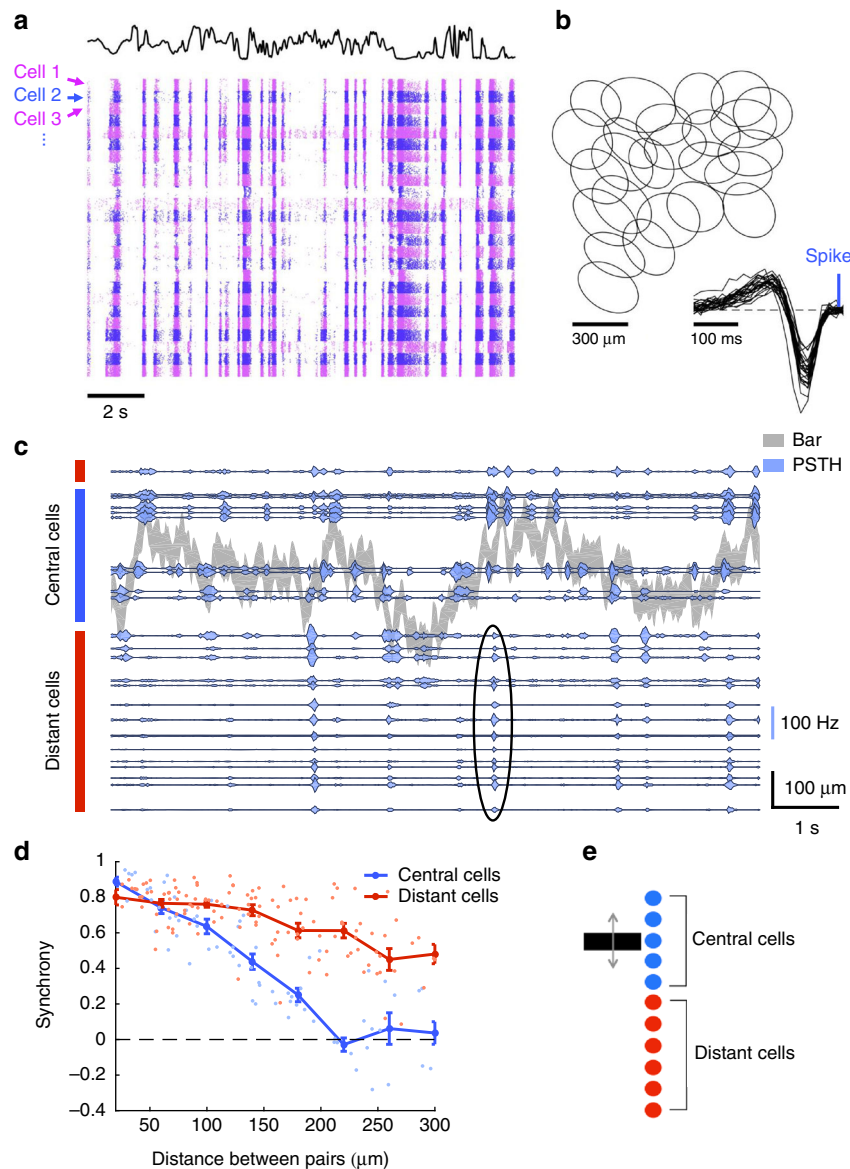 a
Cell 1
Cell 2
Cell 3
⋮
2 s
b
Spike
300 μm
100 ms
c
Bar
PSTH
Central cells
Distant cells
100 Hz
100 μm
1 s
d
Synchrony
1
0.8
0.6
0.4
0.2
0
−0.2
−0.4
50
100
150
200
250
300
Distance between pairs (μm)
Central cells
Distant cells
e
Central cells
Distant cells